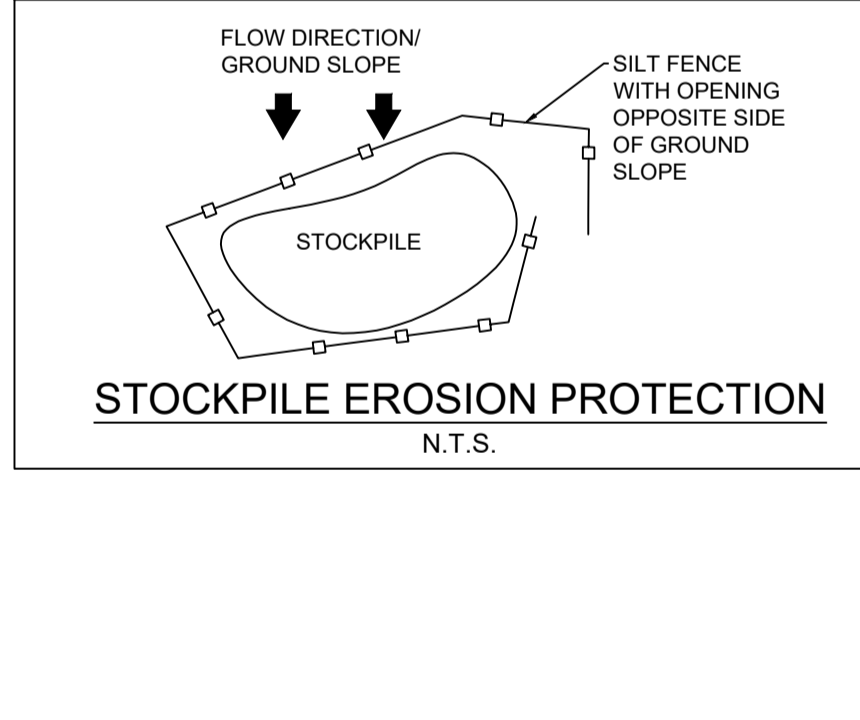 FLOW DIRECTION/
GROUND SLOPE
SILT FENCE
WITH OPENING
OPPOSITE SIDE
OF GROUND
SLOPE
STOCKPILE
STOCKPILE EROSION PROTECTION
N.T.S.